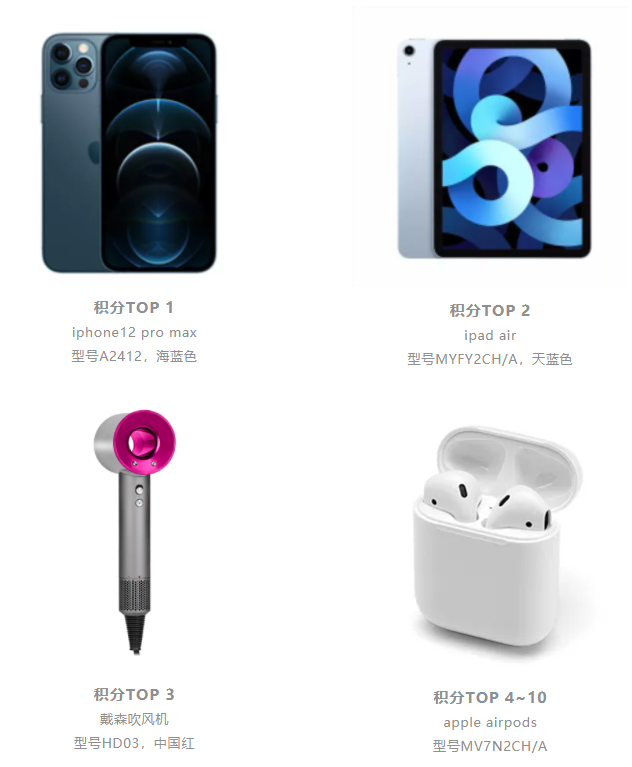 积分TOP 1
iphone12 pro max
型号A2412，海蓝色
积分TOP 2
ipad air
型号MYFY2CH/A，天蓝色
积分TOP 3
戴森吹风机
型号HD03，中国红
积分TOP 4~10
apple airpods
型号MV7N2CH/A